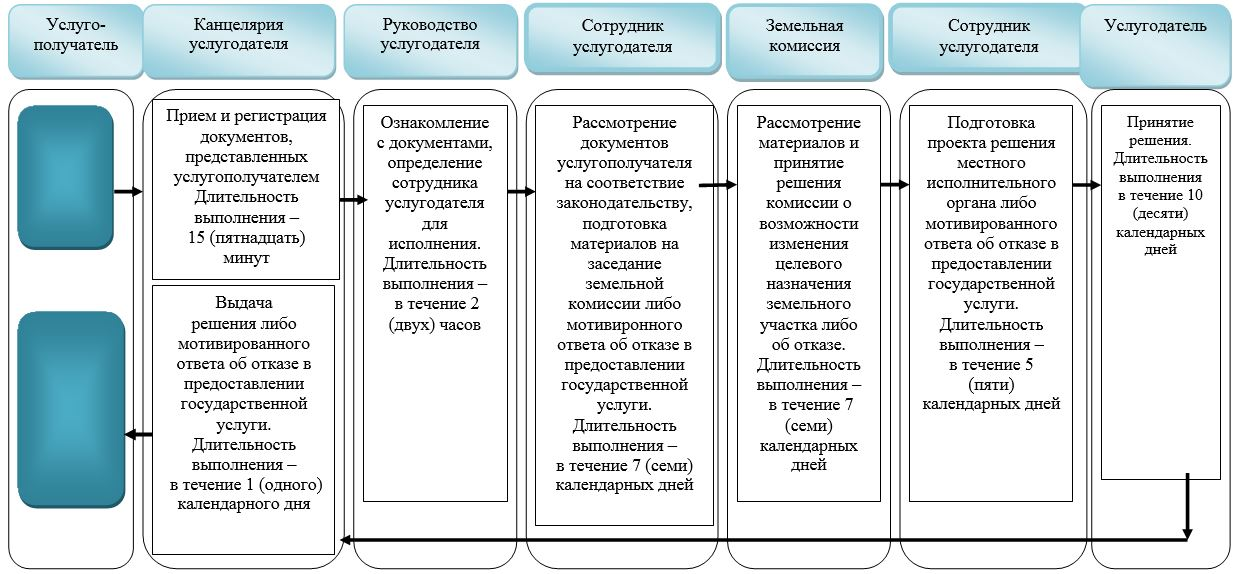 Услуго-
получатель
Канцелярия
услугодателя
Руководство
услугодателя
Сотрудник
услугодателя
Земельная
комиссия
Сотрудник
услугодателя
Услугодатель
Прием и регистрация
документов,
представленных
услугополучателем
Длительность
выполнения –
15 (пятнадцать)
минут
Выдача
решения либо
мотивированного
ответа об отказе в
предоставлении
государственной
услуги.
Длительность
выполнения –
в течение 1 (одного)
календарного дня
Ознакомление
с документами,
определение
сотрудника
услугодателя
для
исполнения.
Длительность
выполнения –
в течение 2
(двух) часов
Рассмотрение
документов
услугополучателя
на соответствие
законодательству,
подготовка
материалов на
заседание
земельной
комиссии либо
мотивиронного
ответа об отказе в
предоставлении
государственной
услуги.
Длительность
выполнения –
в течение 7 (семи)
календарных дней
Рассмотрение
материалов и
принятие
решения
комиссии о
возможности
изменения
целевого
назначения
земельного
участка либо
об отказе.
Длительность
выполнения –
в течение 7
(семи)
календарных
дней
Подготовка
проекта решения
местного
исполнительного
органа либо
мотивированного
ответа об отказе в
предоставлении
государственной
услуги.
Длительность
выполнения –
в течение 5
(пяти)
календарных дней
Принятие
решения.
Длительность
выполнения
в течение 10
(десяти)
календарных
дней